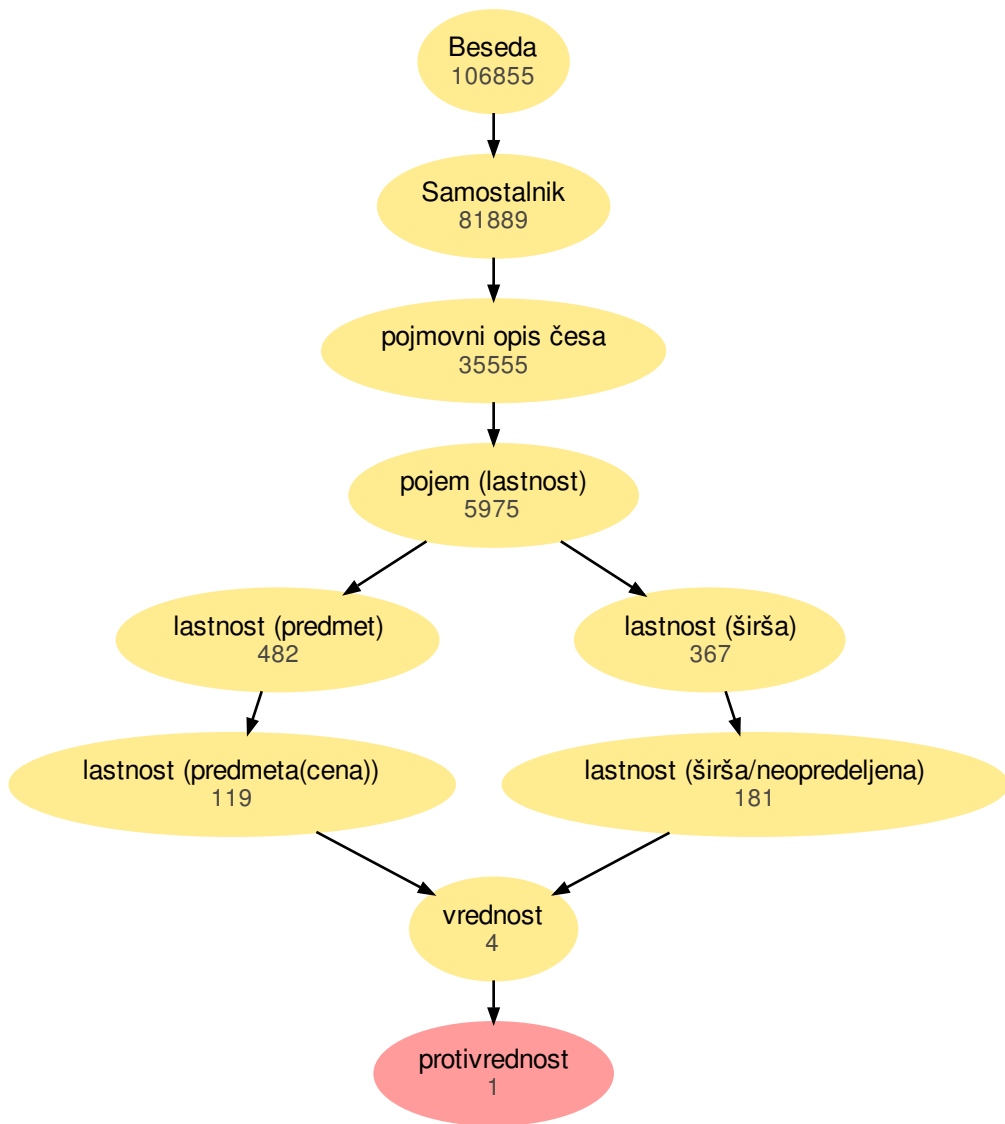 Beseda
106855
Samostalnik
81889
pojmovni opis česa
35555
pojem (lastnost)
5975
lastnost (predmet)
482
lastnost (širša)
367
lastnost (predmeta(cena))
119
lastnost (širša/neopredeljena)
181
vrednost
4
protivrednost
1